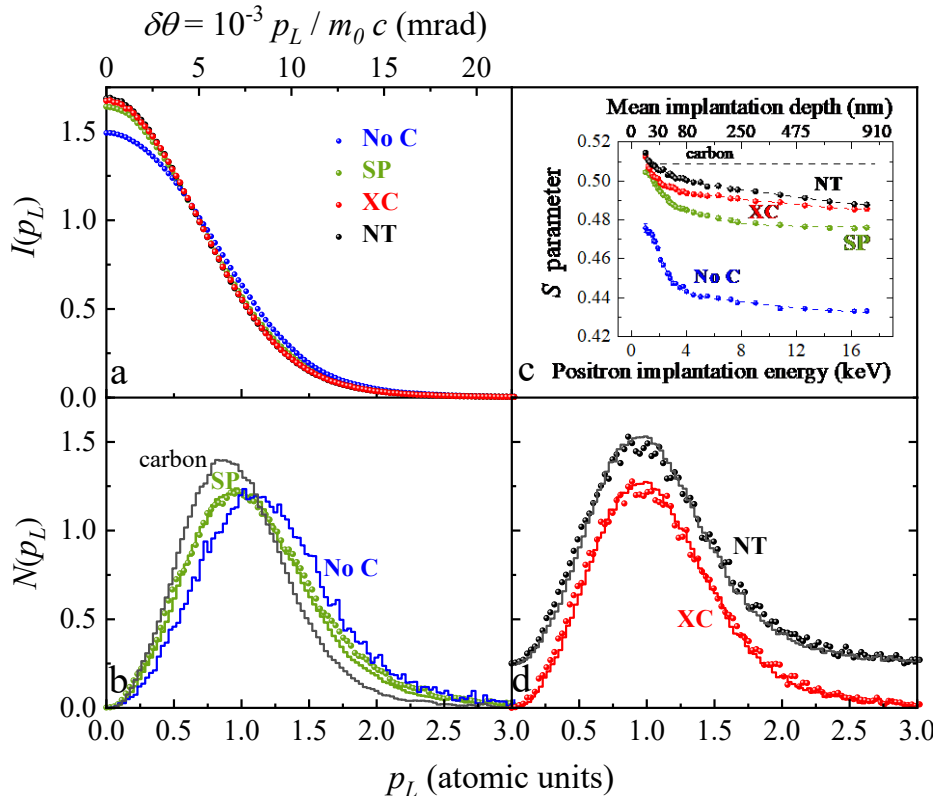 δθ = 10⁻³ p_L / m_0 c (mrad)
0 5 10 15 20
I(p_L)
1.5
1.0
0.5
0.0
No C
SP
XC
NT
a
Mean implantation depth (nm)
0 30 80 250 475 910
S parameter
0.52
0.50
0.48
0.46
0.44
0.42
carbon
NT
XC
SP
No C
0 4 8 12 16
c Positron implantation energy (keV)
N(p_L)
1.5
1.0
0.5
0.0
carbon
SP
No C
b
NT
XC
d
0.0 0.5 1.0 1.5 2.0 2.5 3.0 0.5 1.0 1.5 2.0 2.5 3.0
p_L (atomic units)